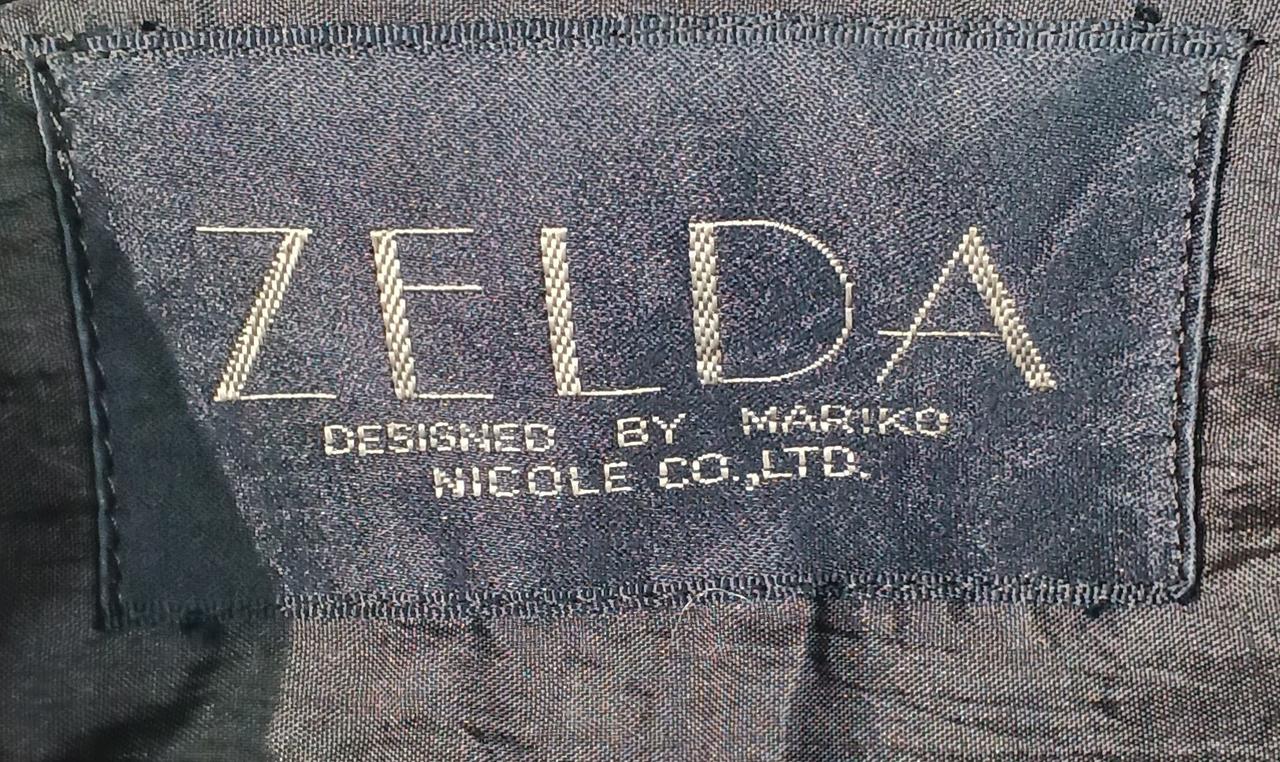 ZELDA
DESIGNED BY MARIKO
NICOLE CO.,LTD.